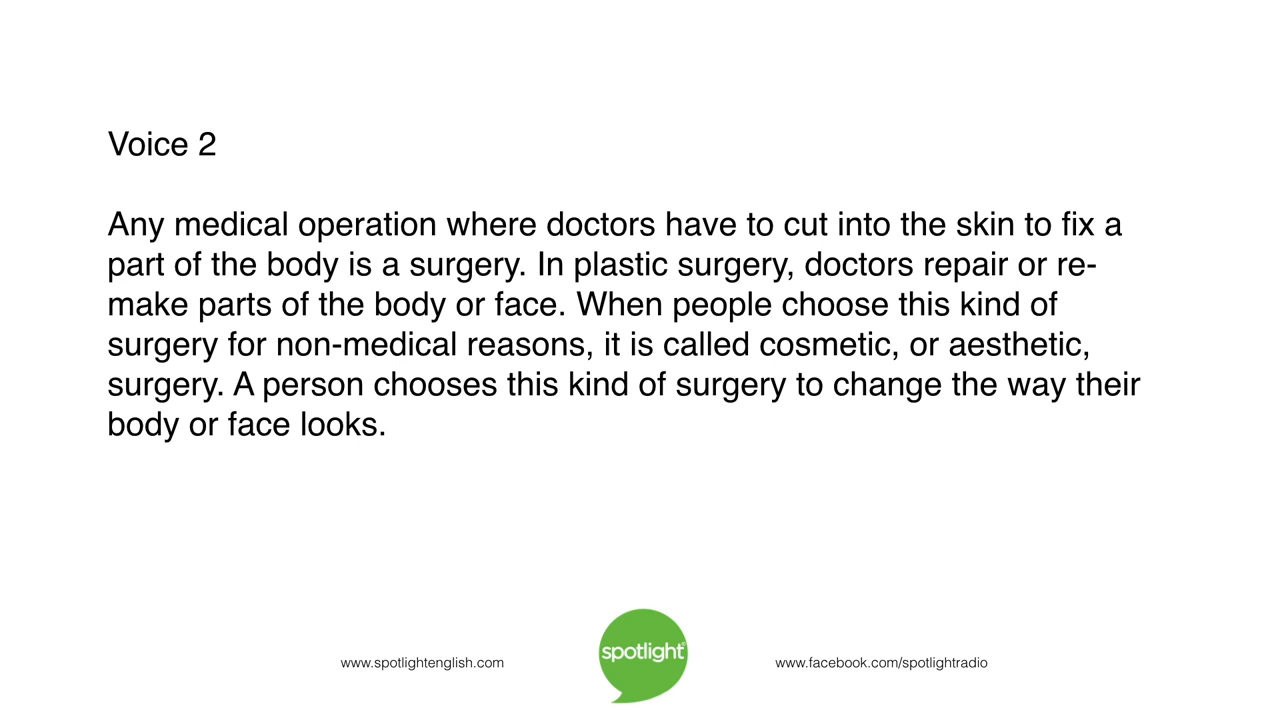 Voice 2
Any medical operation where doctors have to cut into the skin to fix a
part of the body is a surgery. In plastic surgery, doctors repair or re-
make parts of the body or face. When people choose this kind of
surgery for non-medical reasons, it is called cosmetic, or aesthetic,
surgery. A person chooses this kind of surgery to change the way their
body or face looks.
www.spotlightenglish.com
spotlight®
www.facebook.com/spotlightradio